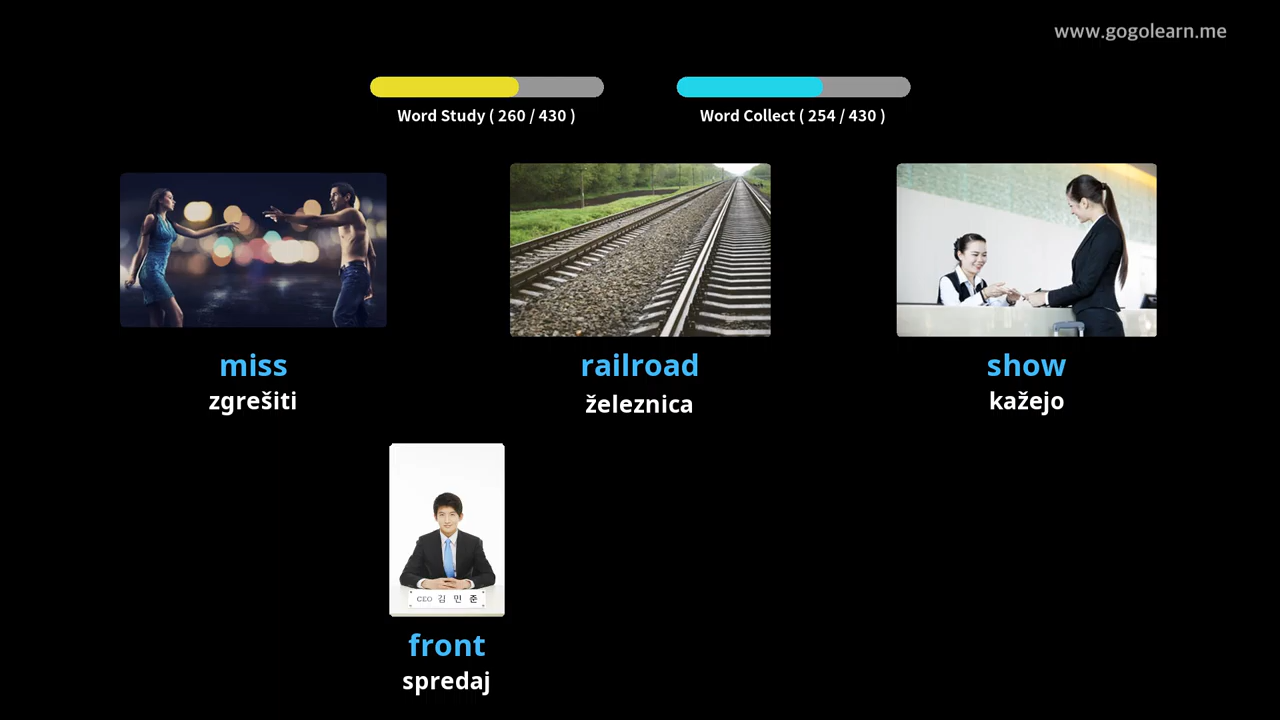 www.gogolearn.me
Word Study ( 260 / 430 )
Word Collect ( 254 / 430 )
miss
zgrešiti
railroad
železnica
show
kažejo
CEO 김 민 준
front
spredaj